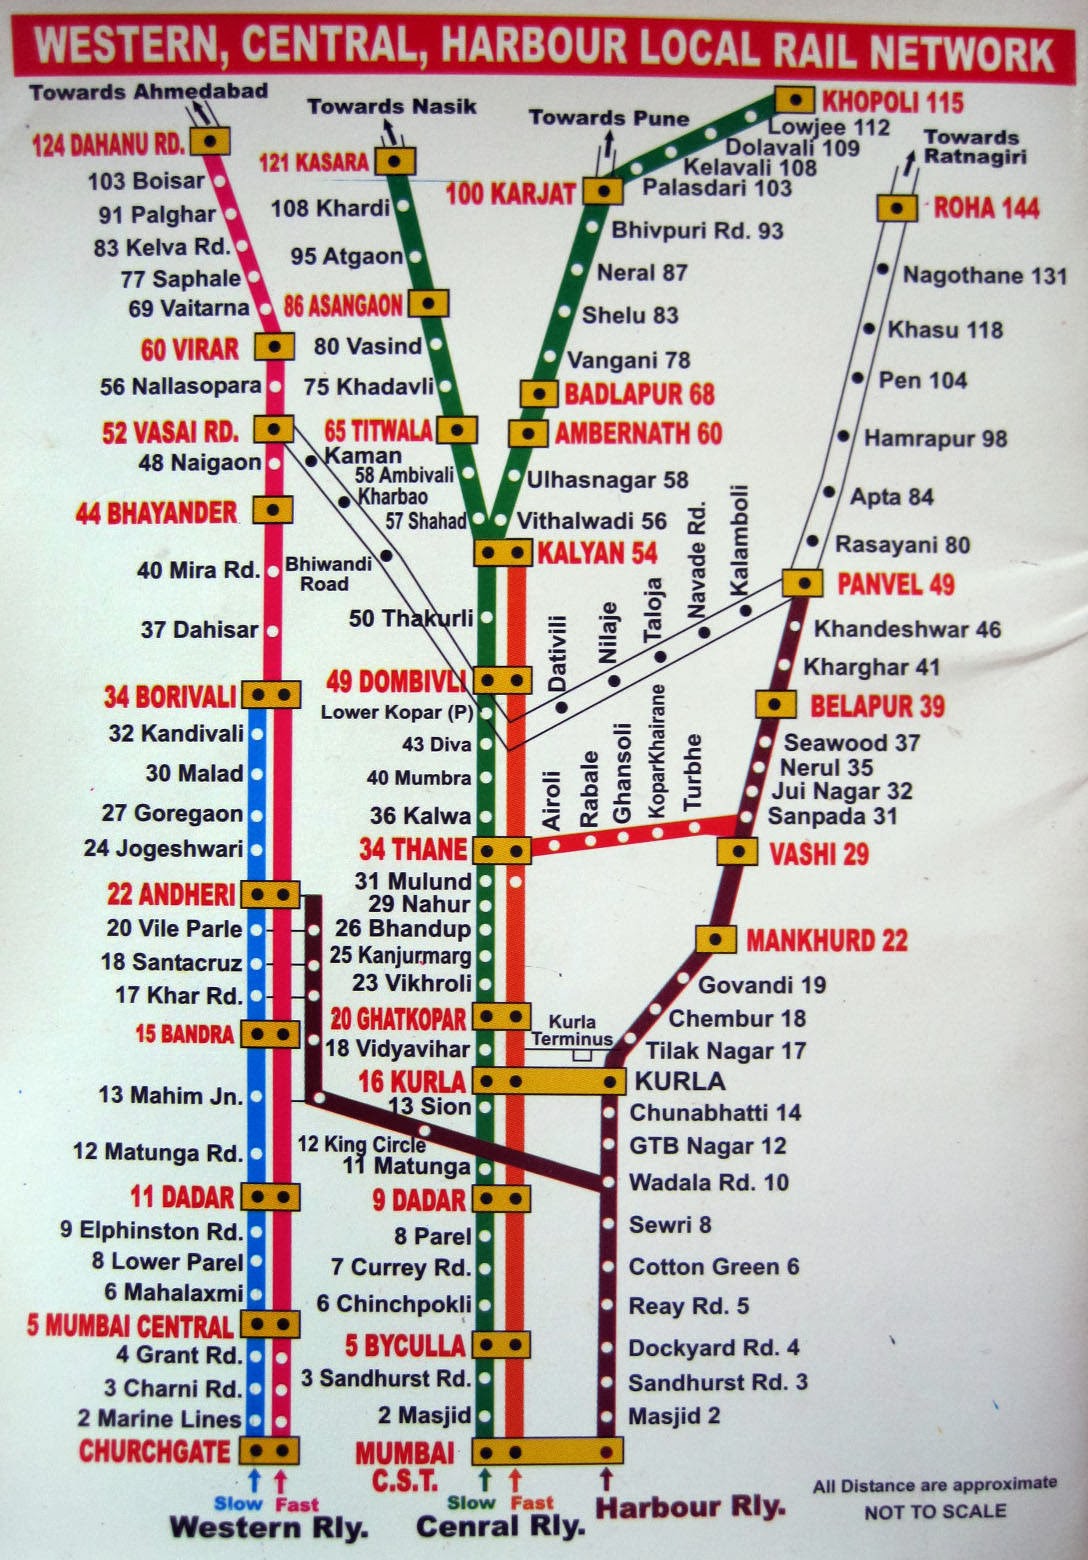 WESTERN, CENTRAL, HARBOUR LOCAL RAIL NETWORK
Towards Ahmedabad
124 DAHANU RD.
103 Boisar
91 Palghar
83 Kelva Rd.
77 Saphale
69 Vaitarna
60 VIRAR
56 Nallasopara
52 VASAI RD.
48 Naigaon
44 BHAYANDER
40 Mira Rd.
37 Dahisar
34 BORIVALI
32 Kandivali
30 Malad
27 Goregaon
24 Jogeshwari
22 ANDHERI
20 Vile Parle
18 Santacruz
17 Khar Rd.
15 BANDRA
13 Mahim Jn.
12 Matunga Rd.
11 DADAR
9 Elphinston Rd.
8 Lower Parel
6 Mahalaxmi
5 MUMBAI CENTRAL
4 Grant Rd.
3 Charni Rd.
2 Marine Lines
CHURCHGATE
Slow Fast
Western Rly.
Towards Nasik
121 KASARA
108 Khardi
95 Atgaon
86 ASANGAON
80 Vasind
75 Khadavli
65 TITWALA
58 Ambivali
57 Shahad
Kaman
Kharbao
Bhiwandi
Road
Towards Pune
KHOPOLI 115
Lowjee 112
Dolavali 109
Kelavali 108
Palasdari 103
100 KARJAT
Bhivpuri Rd. 93
Neral 87
Shelu 83
Vangani 78
BADLAPUR 68
AMBERNATH 60
Ulhasnagar 58
Vithalwadi 56
KALYAN 54
50 Thakurli
49 DOMBIVLI
Lower Kopar (P)
43 Diva
40 Mumbra
36 Kalwa
34 THANE
31 Mulund
29 Nahur
26 Bhandup
25 Kanjurmarg
23 Vikhroli
20 GHATKOPAR
18 Vidyavihar
16 KURLA
13 Sion
12 King Circle
11 Matunga
9 DADAR
8 Parel
7 Currey Rd.
6 Chinchpokli
5 BYCULLA
3 Sandhurst Rd.
2 Masjid
MUMBAI
C.S.T.
Slow Fast
Cenral Rly.
Dativili
Nilaje
Taloja
Navade Rd.
Kalamboli
Airoli
Rabale
Ghansoli
KoparKhairane
Turbhe
Towards
Ratnagiri
ROHA 144
Nagothane 131
Khasu 118
Pen 104
Hamrapur 98
Apta 84
Rasayani 80
PANVEL 49
Khandeshwar 46
Kharghar 41
BELAPUR 39
Seawood 37
Nerul 35
Jui Nagar 32
Sanpada 31
VASHI 29
MANKHURD 22
Govandi 19
Chembur 18
Tilak Nagar 17
Kurla
Terminus
KURLA
Chunabhatti 14
GTB Nagar 12
Wadala Rd. 10
Sewri 8
Cotton Green 6
Reay Rd. 5
Dockyard Rd. 4
Sandhurst Rd. 3
Masjid 2
Harbour Rly.
All Distance are approximate
NOT TO SCALE